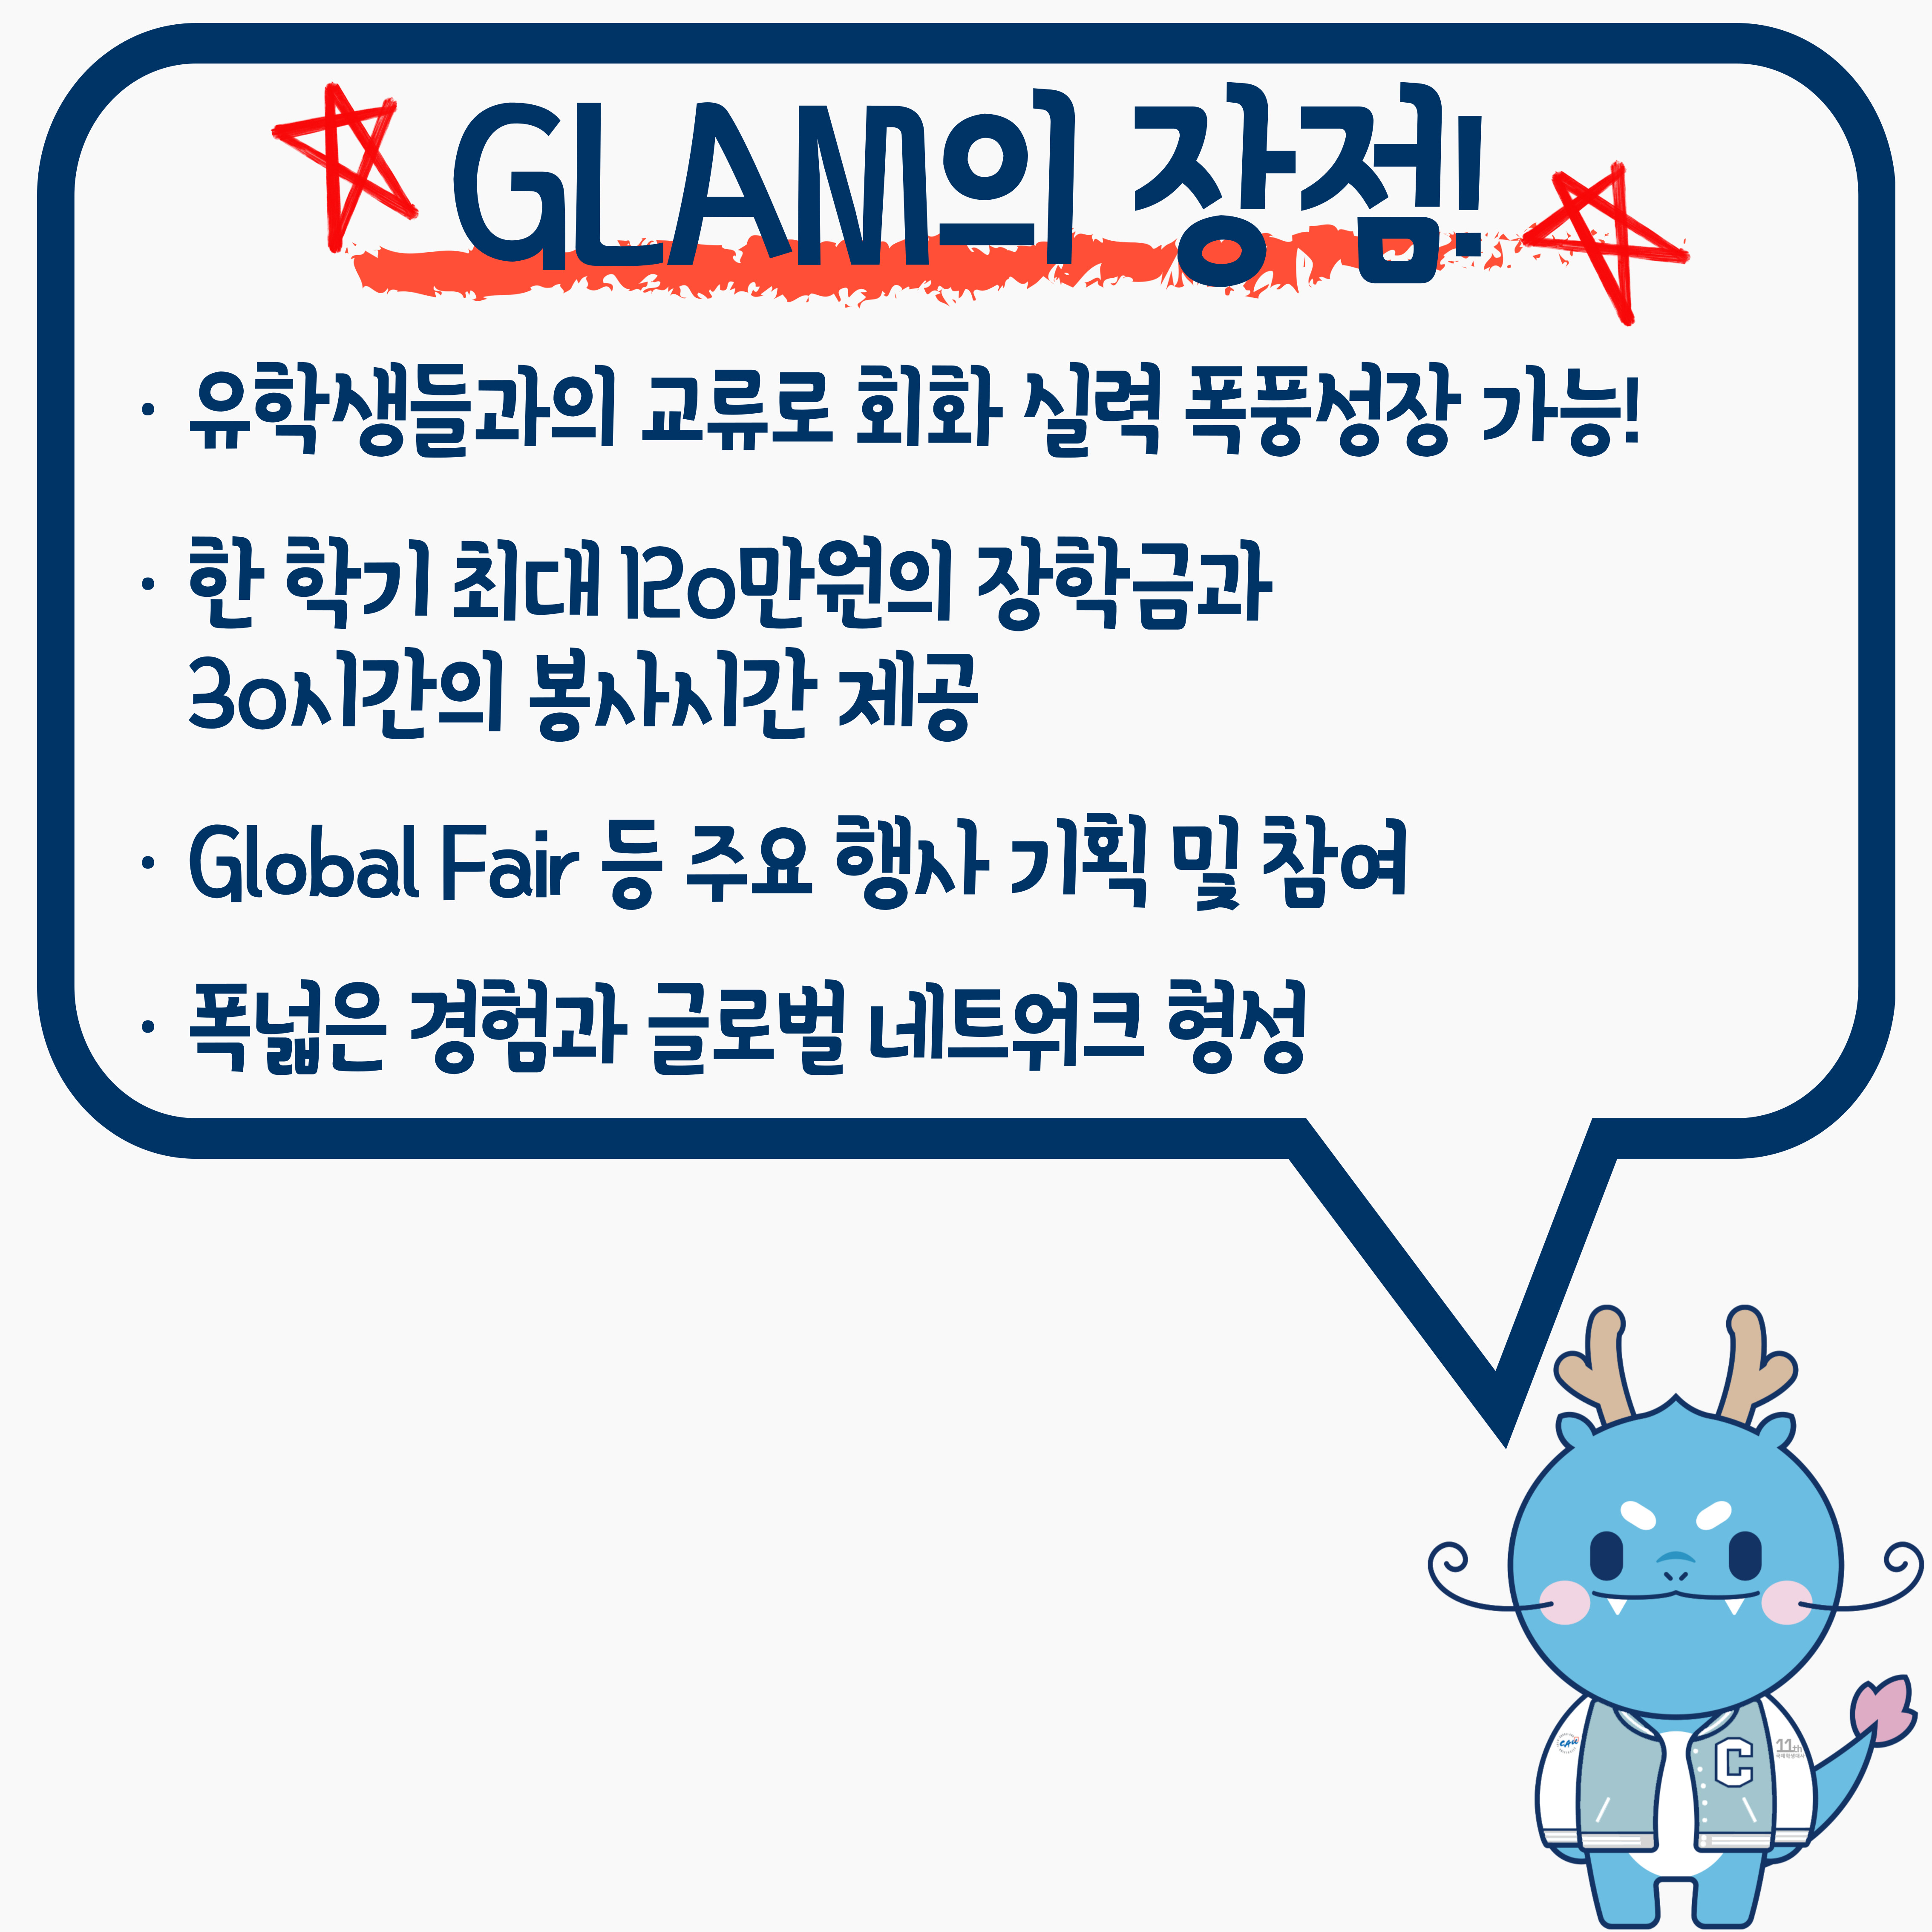 GLAM의 장점!
· 유학생들과의 교류로 회화 실력 폭풍성장 가능!
· 한 학기 최대 120만원의 장학금과
30시간의 봉사시간 제공
· Global Fair 등 주요 행사 기획 및 참여
· 폭넓은 경험과 글로벌 네트워크 형성
CAU
C
11th